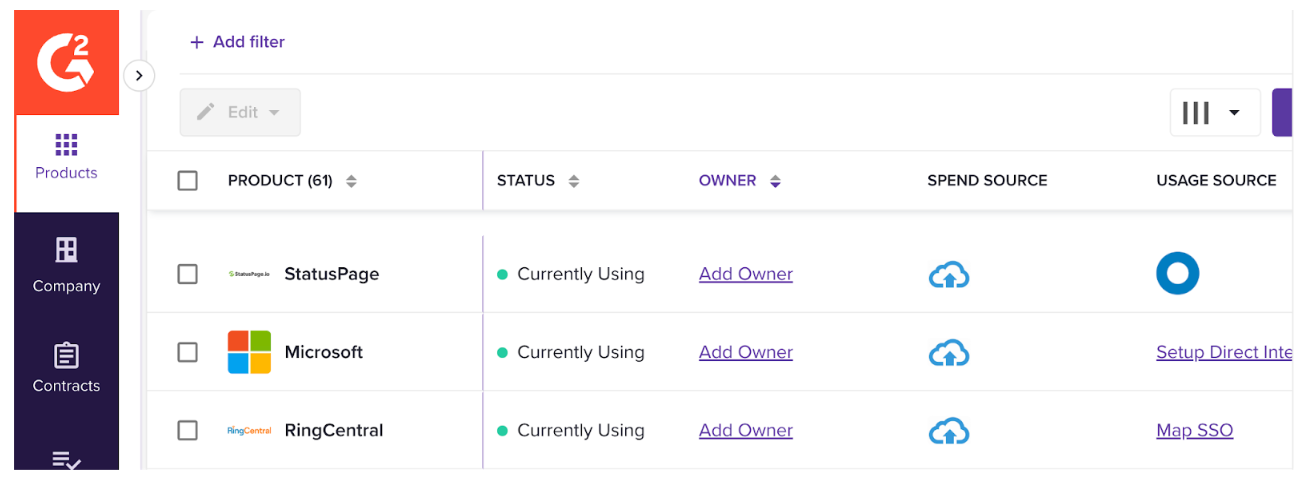 G2
+ Add filter
Edit
Products
PRODUCT (61) STATUS OWNER SPEND SOURCE USAGE SOURCE
StatusPage.io StatusPage Currently Using Add Owner
Company
Microsoft Currently Using Add Owner Setup Direct Inte
Contracts
RingCentral RingCentral Currently Using Add Owner Map SSO